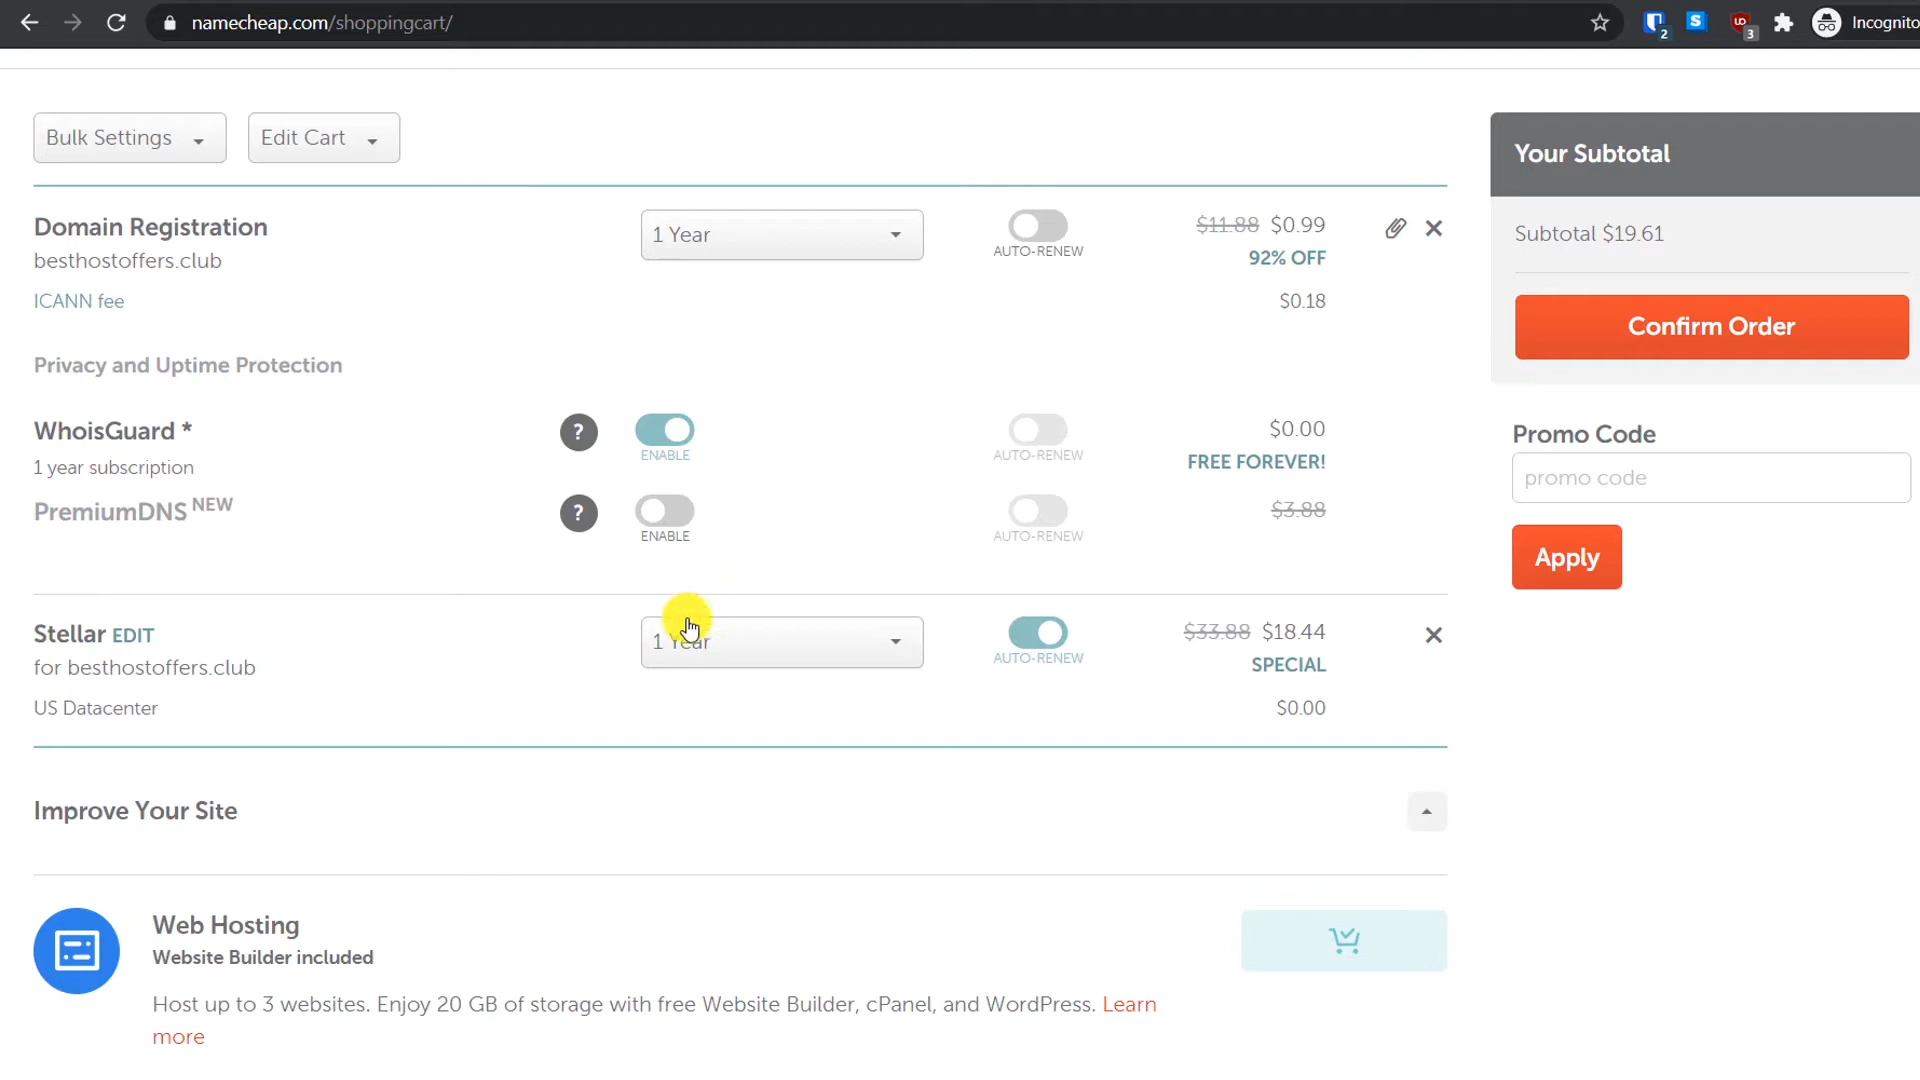 namecheap.com/shoppingcart/
2
S
3
Incognito
Bulk Settings
Edit Cart
Your Subtotal
Subtotal $19.61
Confirm Order
Domain Registration
1 Year
AUTO-RENEW
$11.88 $0.99
92% OFF
besthostoffers.club
ICANN fee
$0.18
Privacy and Uptime Protection
WhoisGuard *
?
ENABLE
AUTO-RENEW
$0.00
FREE FOREVER!
1 year subscription
PremiumDNS NEW
?
ENABLE
AUTO-RENEW
$3.88
Promo Code
promo code
Apply
Stellar EDIT
1 Year
AUTO-RENEW
$33.88 $18.44
SPECIAL
for besthostoffers.club
US Datacenter
$0.00
Improve Your Site
Web Hosting
Website Builder included
Host up to 3 websites. Enjoy 20 GB of storage with free Website Builder, cPanel, and WordPress. Learn
more